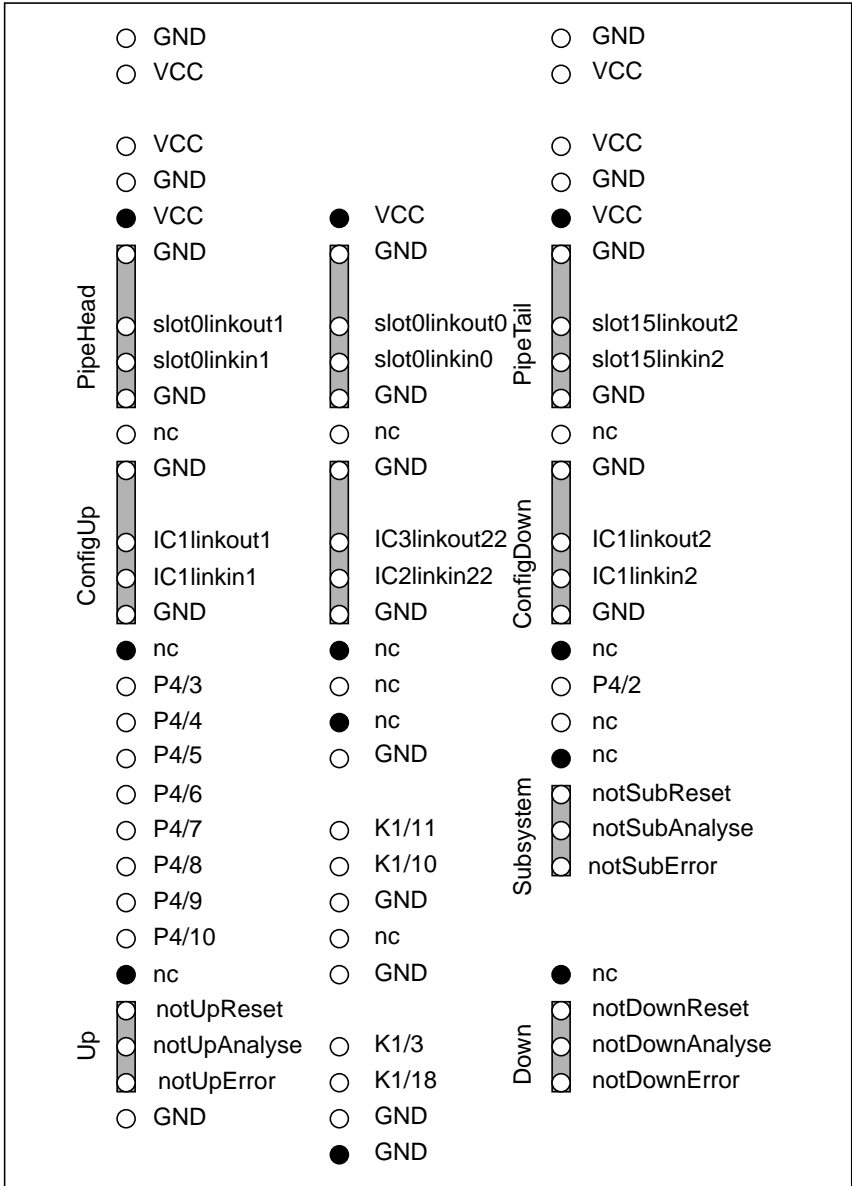 GND GND
VCC VCC
VCC VCC
GND GND
VCC VCC VCC
GND GND GND
PipeHead PipeTail
slot0linkout1 slot0linkout0 slot15linkout2
slot0linkin1 slot0linkin0 slot15linkin2
GND GND GND
nc nc nc
GND GND GND
ConfigUp ConfigDown
IC1linkout1 IC3linkout22 IC1linkout2
IC1linkin1 IC2linkin22 IC1linkin2
GND GND GND
nc nc nc
P4/3 nc P4/2
P4/4 nc nc
P4/5 GND nc
P4/6 notSubReset
Subsystem
P4/7 K1/11 notSubAnalyse
P4/8 K1/10 notSubError
P4/9 GND
P4/10 nc
nc GND nc
notUpReset notDownReset
Up Down
notUpAnalyse K1/3 notDownAnalyse
notUpError K1/18 notDownError
GND GND
GND